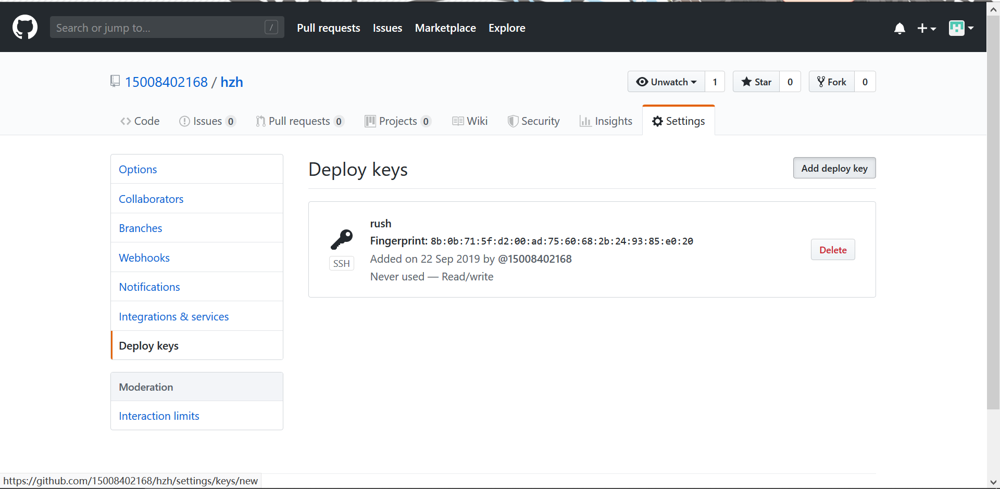 Search or jump to... / Pull requests Issues Marketplace Explore
15008402168 / hzh Unwatch 1 Star 0 Fork 0
Code Issues 0 Pull requests 0 Projects 0 Wiki Security Insights Settings
Options
Collaborators
Branches
Webhooks
Notifications
Integrations & services
Deploy keys
Moderation
Interaction limits
Deploy keys Add deploy key
rush
Fingerprint: 8b:0b:71:5f:d2:00:ad:75:60:68:2b:24:93:85:e0:20
SSH
Added on 22 Sep 2019 by @15008402168
Never used — Read/write
Delete
https://github.com/15008402168/hzh/settings/keys/new